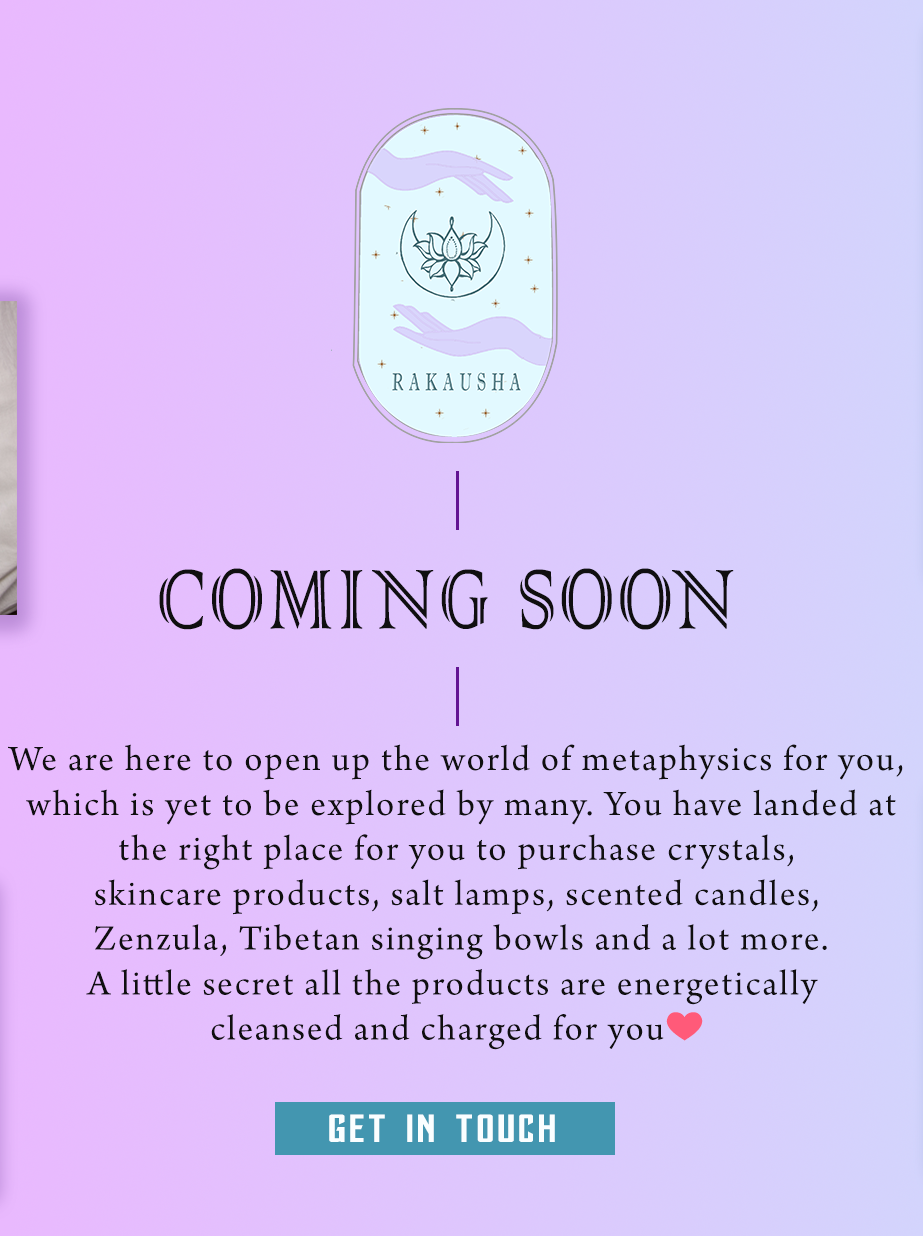 RAKAUSHA
COMING SOON
We are here to open up the world of metaphysics for you,
which is yet to be explored by many. You have landed at
the right place for you to purchase crystals,
skincare products, salt lamps, scented candles,
Zenzula, Tibetan singing bowls and a lot more.
A little secret all the products are energetically
cleansed and charged for you❤
GET IN TOUCH